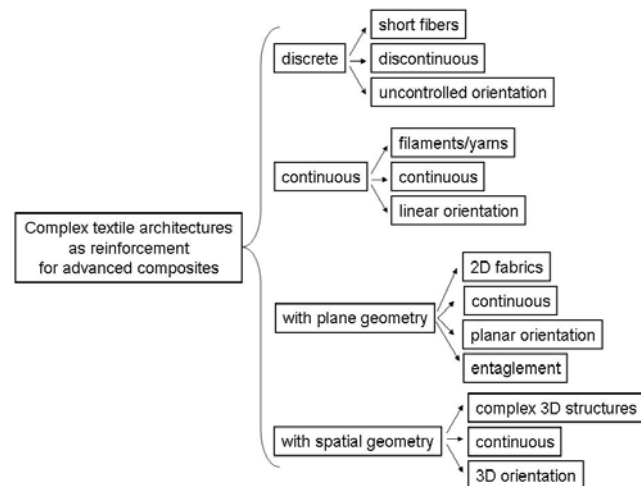 short fibers
discrete
discontinuous
uncontrolled orientation
filaments/yarns
continuous
continuous
linear orientation
Complex textile architectures
as reinforcement
for advanced composites
2D fabrics
continuous
with plane geometry
planar orientation
entaglement
complex 3D structures
with spatial geometry
continuous
3D orientation